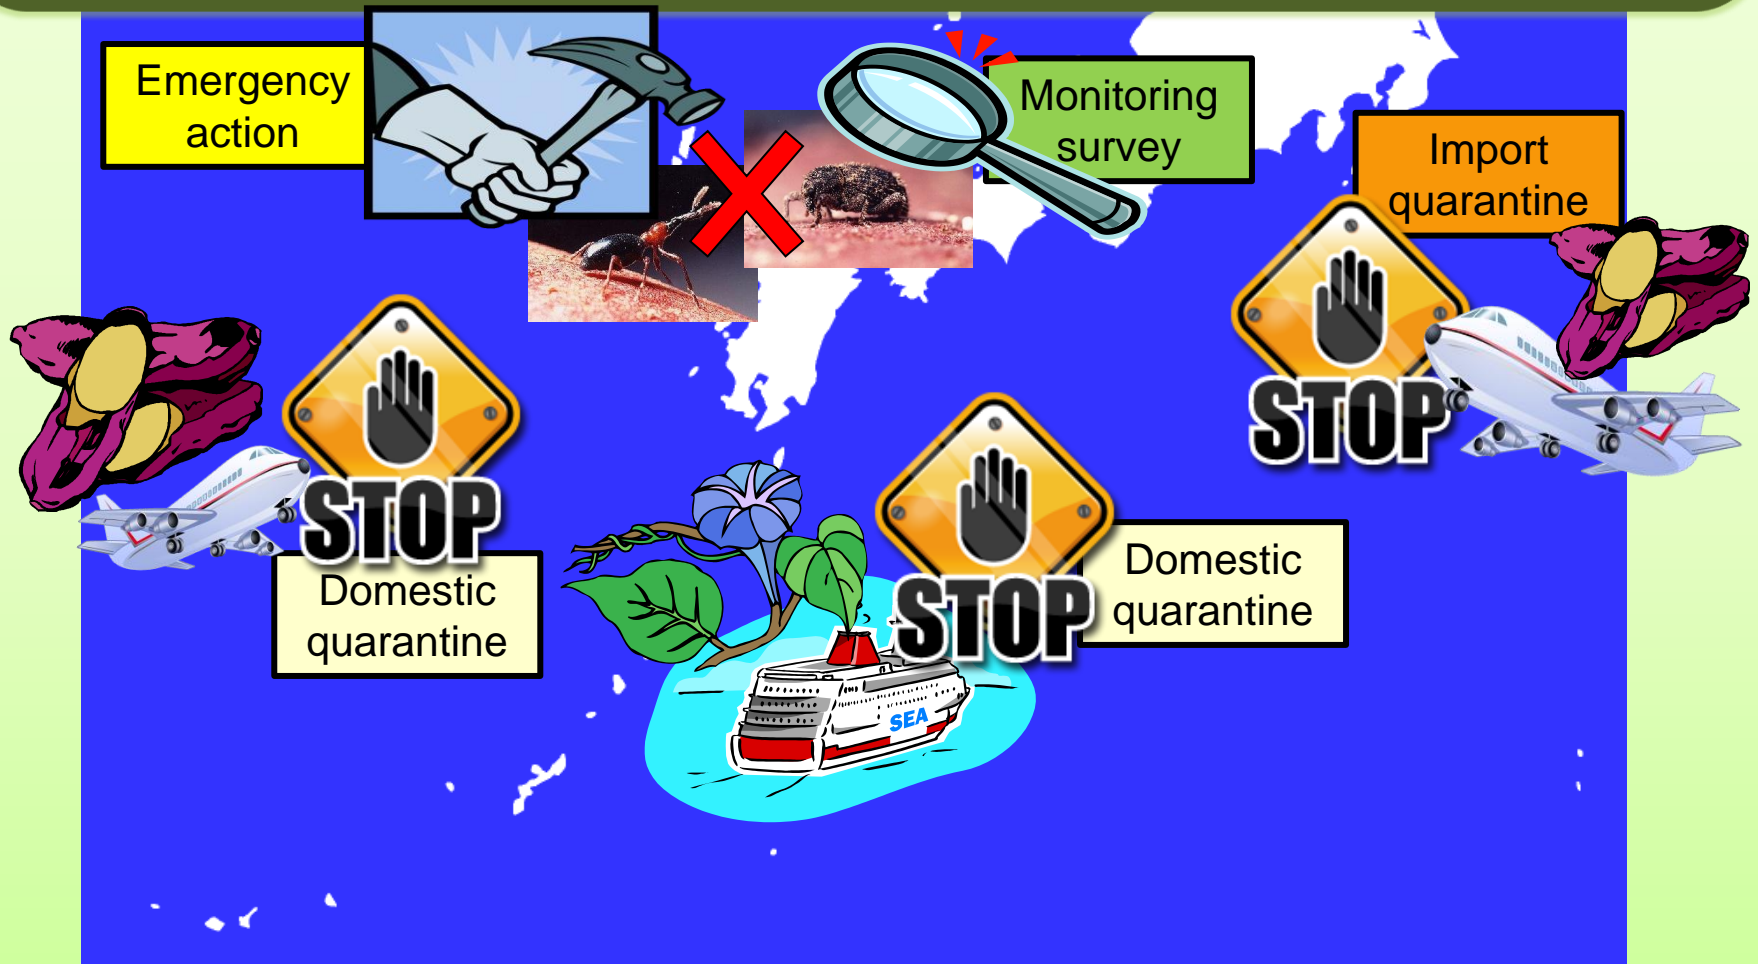 Emergency
action
Monitoring
survey
Import
quarantine
STOP
STOP
STOP
Domestic
quarantine
Domestic
quarantine
SEA